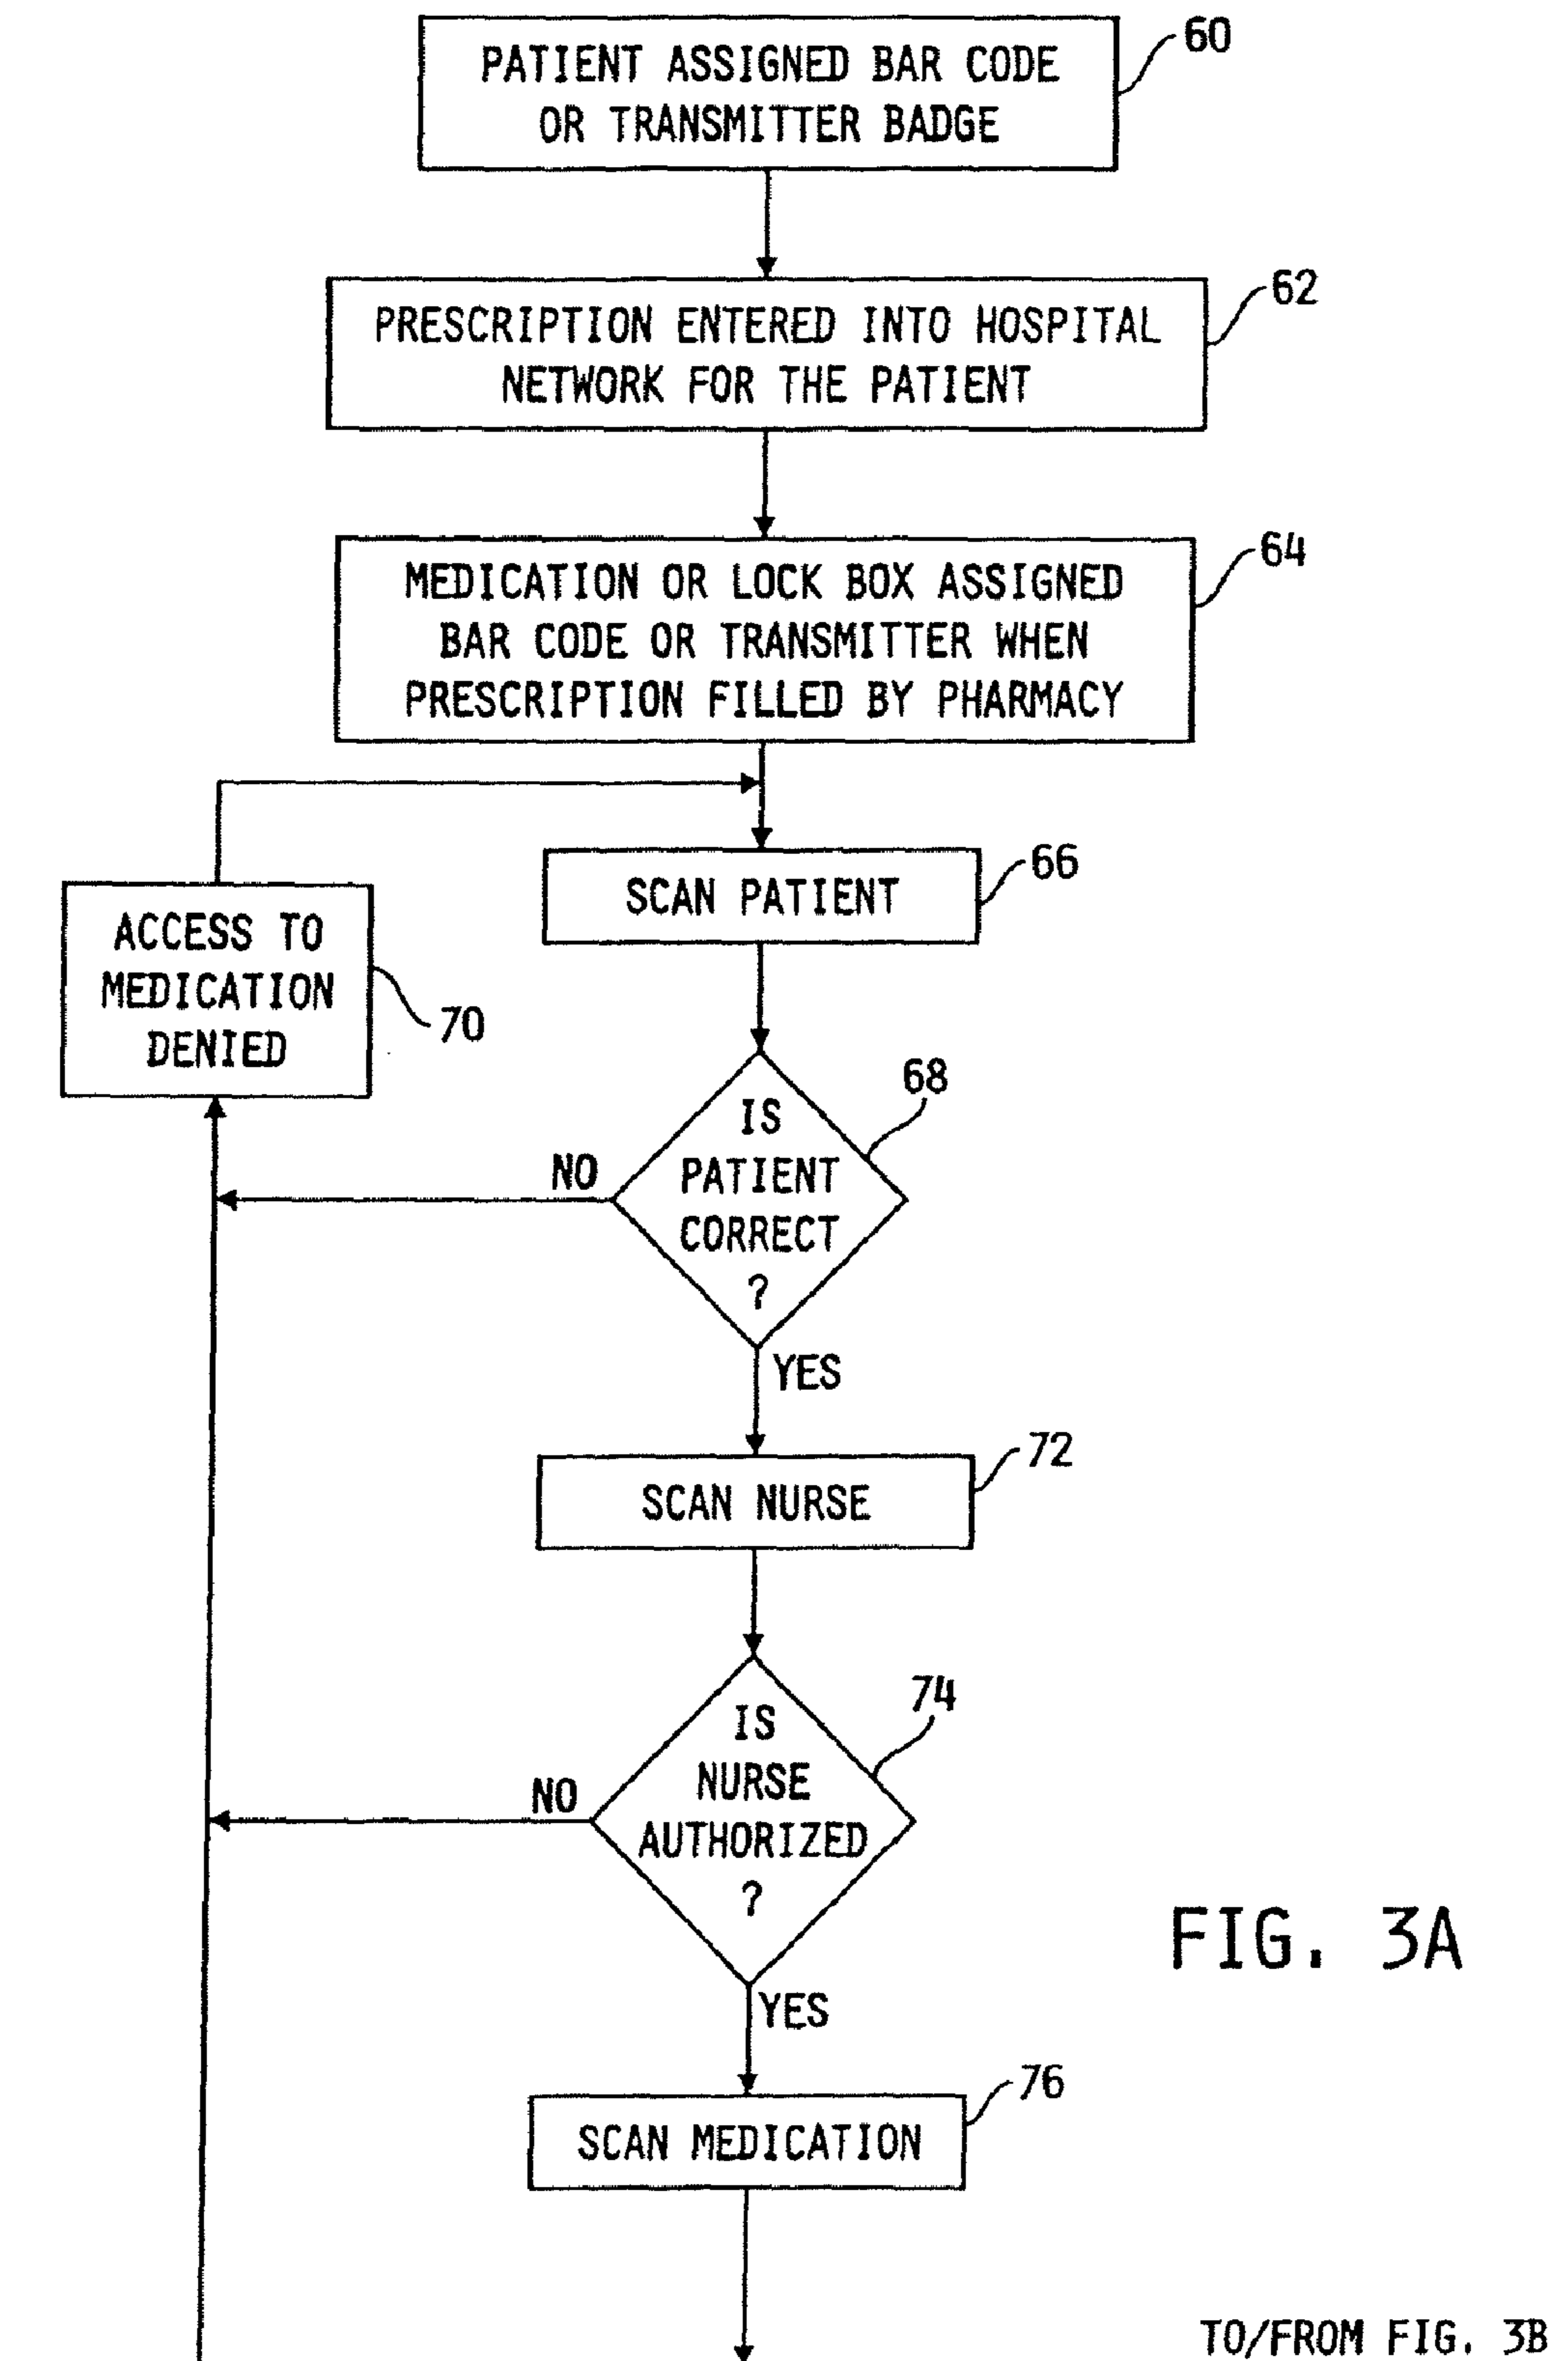 60
PATIENT ASSIGNED BAR CODE
OR TRANSMITTER BADGE
62
PRESCRIPTION ENTERED INTO HOSPITAL
NETWORK FOR THE PATIENT
64
MEDICATION OR LOCK BOX ASSIGNED
BAR CODE OR TRANSMITTER WHEN
PRESCRIPTION FILLED BY PHARMACY
66
SCAN PATIENT
ACCESS TO
MEDICATION
DENIED
70
68
IS
PATIENT
CORRECT
?
NO
YES
72
SCAN NURSE
74
IS
NURSE
AUTHORIZED
?
NO
YES
FIG. 3A
76
SCAN MEDICATION
TO/FROM FIG. 3B